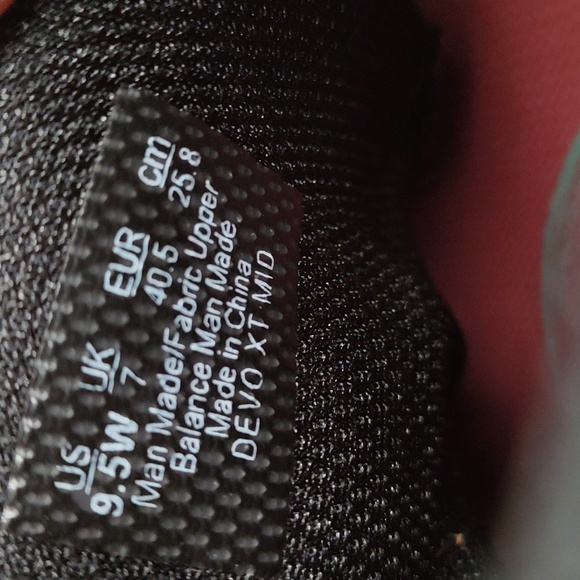 US UK EUR cm
9.5W 7 40.5 25.8
Man Made/Fabric Upper
Balance Man Made
Made in China
DEVO XT MID